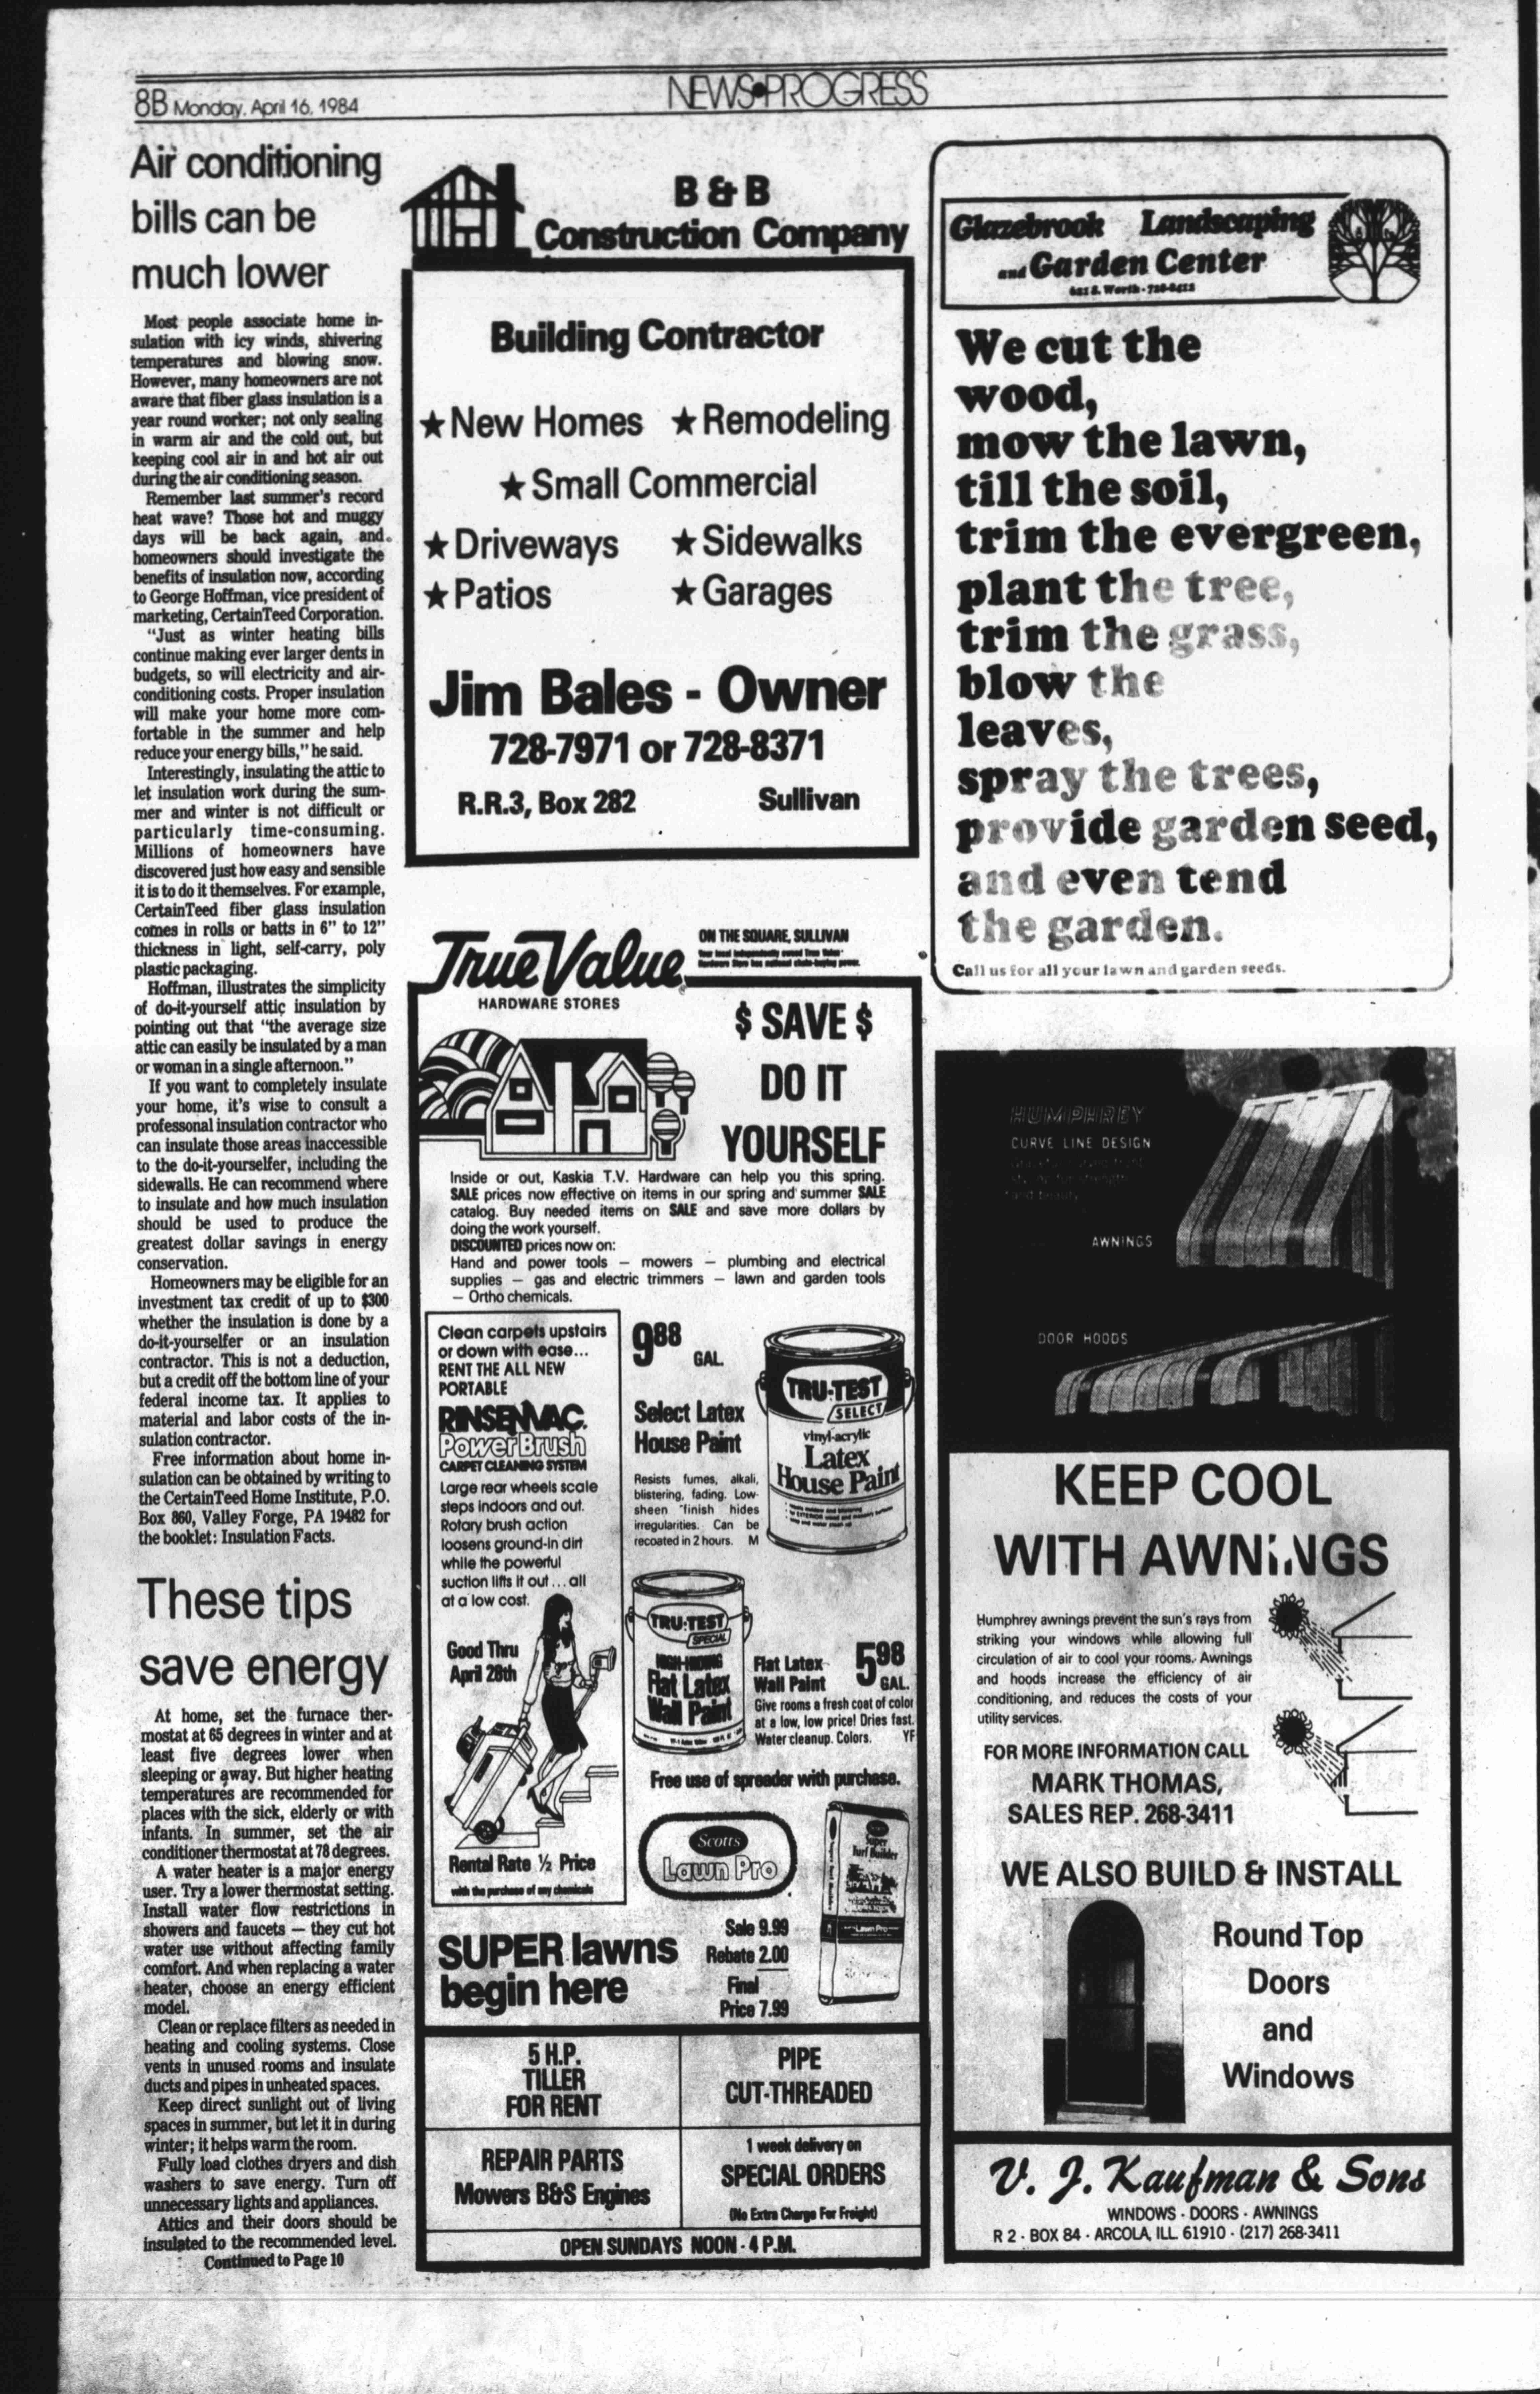 8B Monday, April 16, 1984
NEWS•PROGRESS
Air conditioning
bills can be
much lower
Most people associate home in-
sulation with icy winds, shivering
temperatures and blowing snow.
However, many homeowners are not
aware that fiber glass insulation is a
year round worker; not only sealing
in warm air and the cold out, but
keeping cool air in and hot air out
during the air conditioning season.
Remember last summer's record
heat wave? Those hot and muggy
days will be back again, and
homeowners should investigate the
benefits of insulation now, according
to George Hoffman, vice president of
marketing, CertainTeed Corporation.
"Just as winter heating bills
continue making ever larger dents in
budgets, so will electricity and air-
conditioning costs. Proper insulation
will make your home more com-
fortable in the summer and help
reduce your energy bills," he said.
Interestingly, insulating the attic to
let insulation work during the sum-
mer and winter is not difficult or
particularly time-consuming.
Millions of homeowners have
discovered just how easy and sensible
it is to do it themselves. For example,
CertainTeed fiber glass insulation
comes in rolls or batts in 6" to 12"
thickness in light, self-carry, poly
plastic packaging.
Hoffman, illustrates the simplicity
of do-it-yourself attic insulation by
pointing out that "the average size
attic can easily be insulated by a man
or woman in a single afternoon."
If you want to completely insulate
your home, it's wise to consult a
professonal insulation contractor who
can insulate those areas inaccessible
to the do-it-yourselfer, including the
sidewalls. He can recommend where
to insulate and how much insulation
should be used to produce the
greatest dollar savings in energy
conservation.
Homeowners may be eligible for an
investment tax credit of up to $300
whether the insulation is done by a
do-it-yourselfer or an insulation
contractor. This is not a deduction,
but a credit off the bottom line of your
federal income tax. It applies to
material and labor costs of the in-
sulation contractor.
Free information about home in-
sulation can be obtained by writing to
the CertainTeed Home Institute, P.O.
Box 860, Valley Forge, PA 19482 for
the booklet: Insulation Facts.
These tips
save energy
At home, set the furnace ther-
mostat at 65 degrees in winter and at
least five degrees lower when
sleeping or away. But higher heating
temperatures are recommended for
places with the sick, elderly or with
infants. In summer, set the air
conditioner thermostat at 78 degrees.
A water heater is a major energy
user. Try a lower thermostat setting.
Install water flow restrictions in
showers and faucets — they cut hot
water use without affecting family
comfort. And when replacing a water
heater, choose an energy efficient
model.
Clean or replace filters as needed in
heating and cooling systems. Close
vents in unused rooms and insulate
ducts and pipes in unheated spaces.
Keep direct sunlight out of living
spaces in summer, but let it in during
winter; it helps warm the room.
Fully load clothes dryers and dish
washers to save energy. Turn off
unnecessary lights and appliances.
Attics and their doors should be
insulated to the recommended level.
Continued to Page 10
B & B
Construction Company
Building Contractor
★ New Homes ★ Remodeling
★ Small Commercial
★ Driveways ★ Sidewalks
★ Patios ★ Garages
Jim Bales - Owner
728-7971 or 728-8371
R.R.3, Box 282 Sullivan
True Value
HARDWARE STORES
ON THE SQUARE, SULLIVAN
Your local independently owned True Value
Hardware Store has national chain-buying power.
$ SAVE $
DO IT
YOURSELF
Inside or out, Kaskia T.V. Hardware can help you this spring.
SALE prices now effective on items in our spring and summer SALE
catalog. Buy needed items on SALE and save more dollars by
doing the work yourself.
DISCOUNTED prices now on:
Hand and power tools — mowers — plumbing and electrical
supplies — gas and electric trimmers — lawn and garden tools
— Ortho chemicals.
Clean carpets upstairs
or down with ease...
RENT THE ALL NEW
PORTABLE
RINSENVAC.
PowerBrush
CARPET CLEANING SYSTEM
Large rear wheels scale
steps indoors and out.
Rotary brush action
loosens ground-in dirt
while the powerful
suction lifts it out...all
at a low cost.
Good Thru
April 28th
Rental Rate ½ Price
with the purchase of any chemicals
9⁸⁸ GAL.
Select Latex
House Paint
Resists fumes, alkali,
blistering, fading. Low-
sheen finish hides
irregularities. Can be
recoated in 2 hours. M
TRU-TEST
SELECT
vinyl-acrylic
Latex
House Paint
TRU-TEST
SPECIAL
HIGH-HIDING
Flat Latex
Wall Paint
Flat Latex
Wall Paint
5⁹⁸ GAL.
Give rooms a fresh coat of color
at a low, low price! Dries fast.
Water cleanup. Colors. YF
Free use of spreader with purchase.
Scotts
Lawn Pro
Super
Turf Builder
Lawn Pro
SUPER lawns
begin here
Sale 9.99
Rebate 2.00
Final
Price 7.99
5 H.P.
TILLER
FOR RENT
PIPE
CUT-THREADED
REPAIR PARTS
Mowers B&S Engines
1 week delivery on
SPECIAL ORDERS
(No Extra Charge For Freight)
OPEN SUNDAYS NOON - 4 P.M.
Glazebrook Landscaping
and Garden Center
We cut the
wood,
mow the lawn,
till the soil,
trim the evergreen,
plant the tree,
trim the grass,
blow the
leaves,
spray the trees,
provide garden seed,
and even tend
the garden.
Call us for all your lawn and garden seeds.
HUMPHREY
CURVE LINE DESIGN
AWNINGS
DOOR HOODS
KEEP COOL
WITH AWNINGS
Humphrey awnings prevent the sun's rays from
striking your windows while allowing full
circulation of air to cool your rooms. Awnings
and hoods increase the efficiency of air
conditioning, and reduces the costs of your
utility services.
FOR MORE INFORMATION CALL
MARK THOMAS,
SALES REP. 268-3411
WE ALSO BUILD & INSTALL
Round Top
Doors
and
Windows
V. J. Kaufman & Sons
WINDOWS - DOORS - AWNINGS
R 2 - BOX 84 - ARCOLA, ILL. 61910 - (217) 268-3411